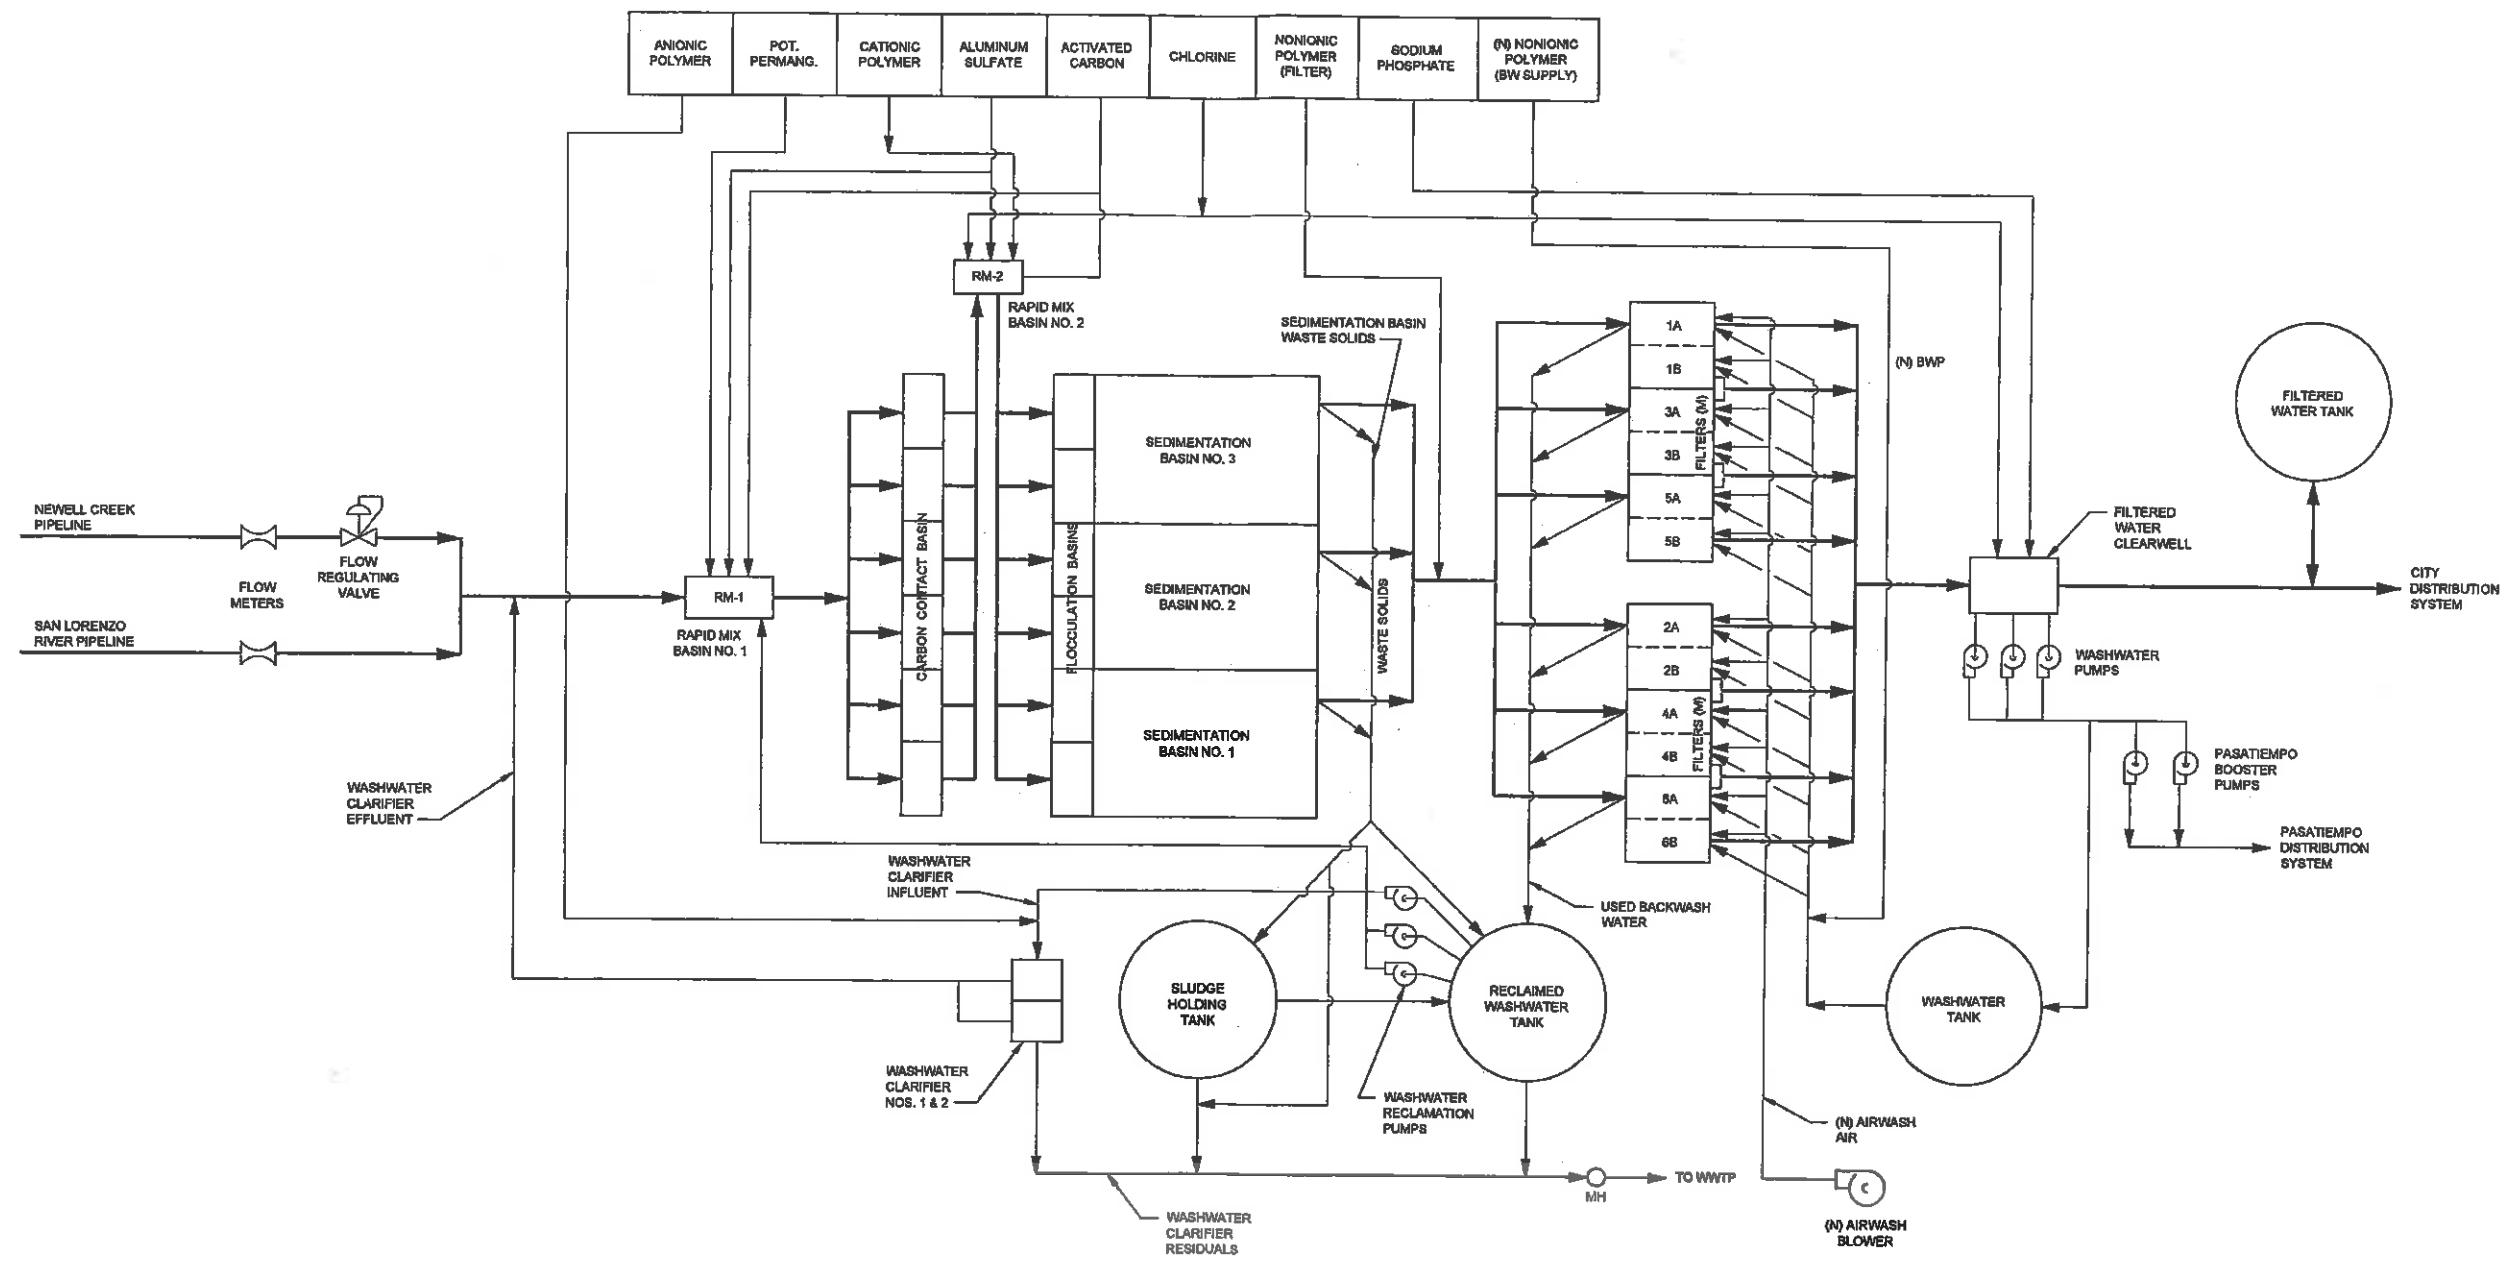 ANIONIC
POLYMER
POT.
PERMANG.
CATIONIC
POLYMER
ALUMINUM
SULFATE
ACTIVATED
CARBON
CHLORINE
NONIONIC
POLYMER
(FILTER)
SODIUM
PHOSPHATE
(N) NONIONIC
POLYMER
(BW SUPPLY)
RM-2
RAPID MIX
BASIN NO. 2
SEDIMENTATION BASIN
WASTE SOLIDS
1A
1B
3A
3B
5A
5B
FILTERS (M)
(N) BWP
FILTERED
WATER TANK
NEWELL CREEK
PIPELINE
FLOW
REGULATING
VALVE
FLOW
METERS
SAN LORENZO
RIVER PIPELINE
RM-1
RAPID MIX
BASIN NO. 1
CARBON CONTACT BASIN
FLOCCULATION BASINS
SEDIMENTATION
BASIN NO. 3
SEDIMENTATION
BASIN NO. 2
SEDIMENTATION
BASIN NO. 1
WASTE SOLIDS
2A
2B
4A
4B
6A
6B
FILTERS (M)
FILTERED
WATER
CLEARWELL
CITY
DISTRIBUTION
SYSTEM
WASHWATER
PUMPS
PASATIEMPO
BOOSTER
PUMPS
PASATIEMPO
DISTRIBUTION
SYSTEM
WASHWATER
CLARIFIER
EFFLUENT
WASHWATER
CLARIFIER
INFLUENT
USED BACKWASH
WATER
SLUDGE
HOLDING
TANK
RECLAIMED
WASHWATER
TANK
WASHWATER
TANK
WASHWATER
CLARIFIER
NOS. 1 & 2
WASHWATER
RECLAMATION
PUMPS
(N) AIRWASH
AIR
MH
TO WWTP
WASHWATER
CLARIFIER
RESIDUALS
(N) AIRWASH
BLOWER